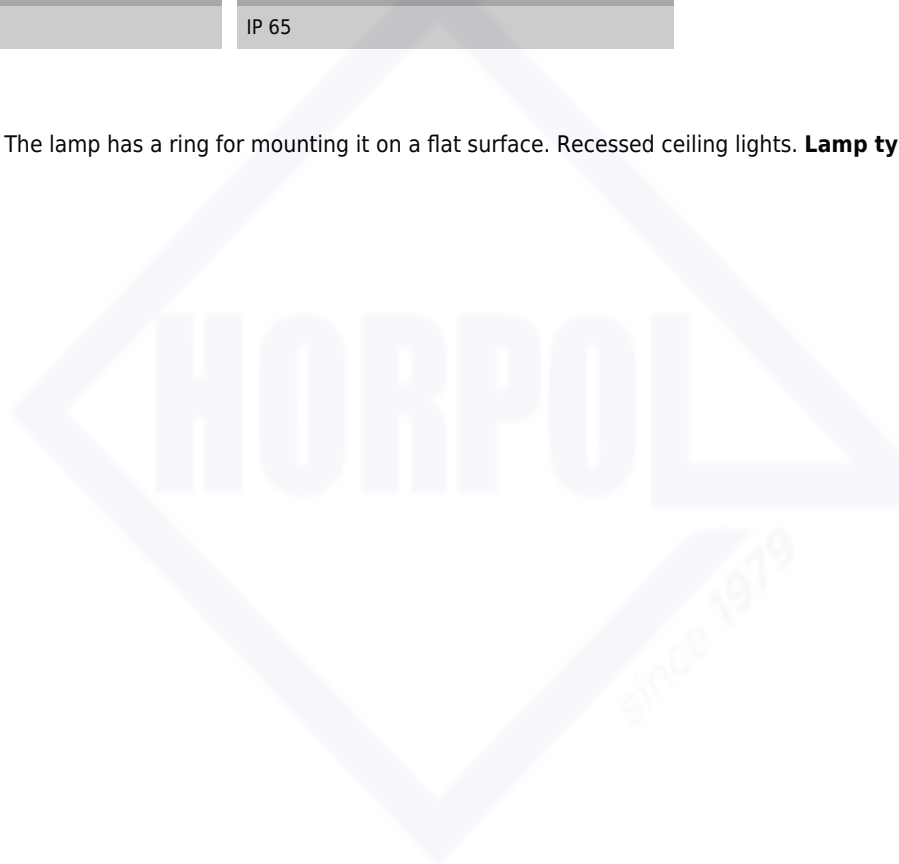 IP 65
The lamp has a ring for mounting it on a flat surface. Recessed ceiling lights. Lamp ty
HORPOL
since 1979